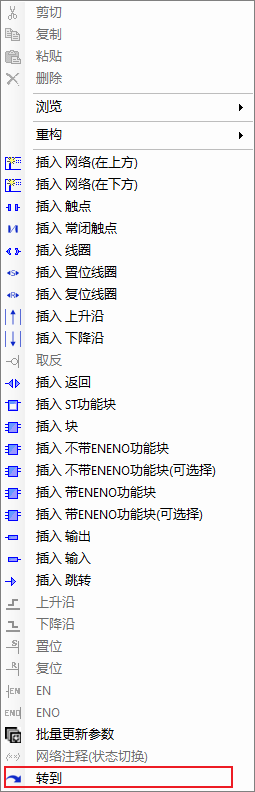 剪切
复制
粘贴
删除
浏览
重构
插入 网络(在上方)
插入 网络(在下方)
插入 触点
插入 常闭触点
插入 线圈
插入 置位线圈
插入 复位线圈
插入 上升沿
插入 下降沿
取反
插入 返回
插入 ST功能块
插入 块
插入 不带ENENO功能块
插入 不带ENENO功能块(可选择)
插入 带ENENO功能块
插入 带ENENO功能块(可选择)
插入 输出
插入 输入
插入 跳转
上升沿
下降沿
置位
复位
EN
ENO
批量更新参数
网络注释(状态切换)
转到